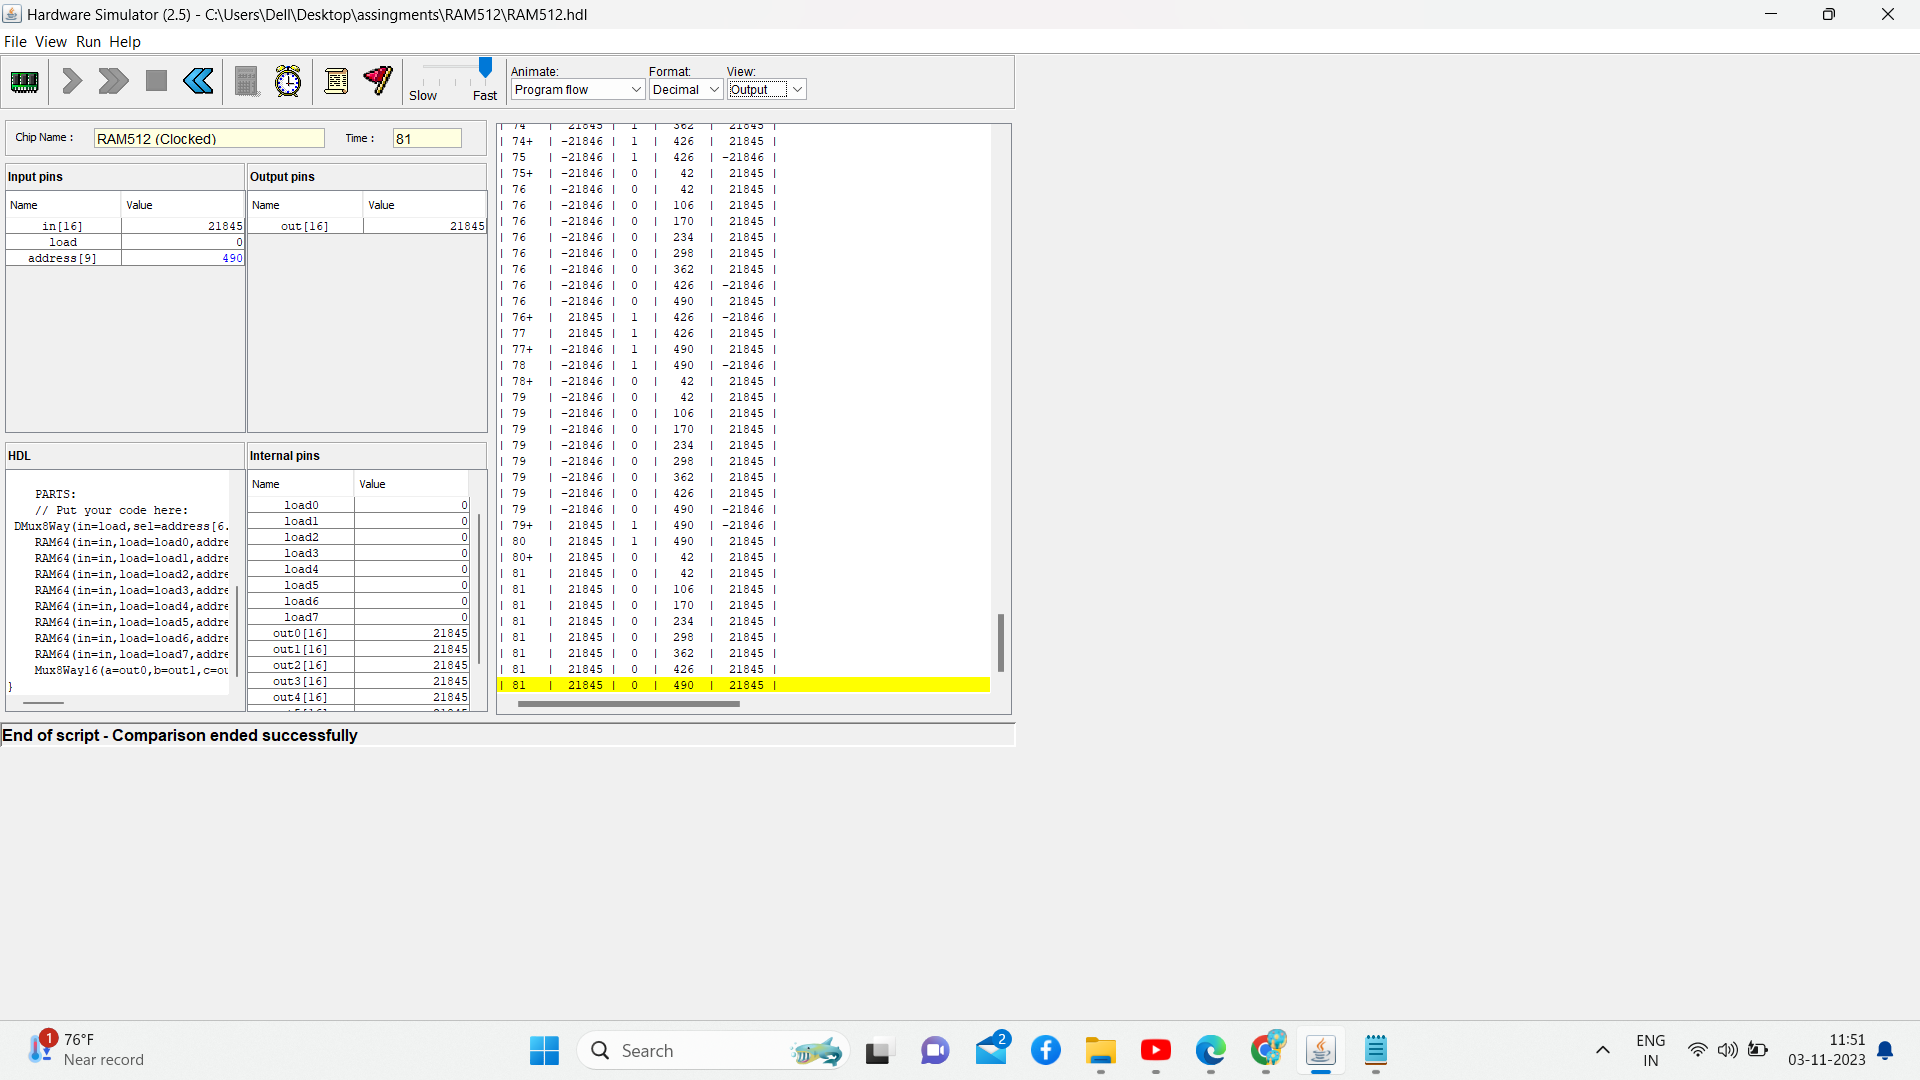 Hardware Simulator (2.5) - C:\Users\Dell\Desktop\assingments\RAM512\RAM512.hdl
File View Run Help
Slow Fast
Animate: Format: View:
Program flow Decimal Output
Chip Name : RAM512 (Clocked) Time : 81
Input pins
Name Value
in[16] 21845
load 0
address[9] 490
Output pins
Name Value
out[16] 21845
HDL
PARTS:
// Put your code here:
DMux8Way(in=load,sel=address[6.
RAM64(in=in,load=load0,addre
RAM64(in=in,load=load1,addre
RAM64(in=in,load=load2,addre
RAM64(in=in,load=load3,addre
RAM64(in=in,load=load4,addre
RAM64(in=in,load=load5,addre
RAM64(in=in,load=load6,addre
RAM64(in=in,load=load7,addre
Mux8Way16(a=out0,b=out1,c=ou
}
Internal pins
Name Value
load0 0
load1 0
load2 0
load3 0
load4 0
load5 0
load6 0
load7 0
out0[16] 21845
out1[16] 21845
out2[16] 21845
out3[16] 21845
out4[16] 21845
| 74 | 21845 | 1 | 362 | 21845 |
| 74+ | -21846 | 1 | 426 | 21845 |
| 75 | -21846 | 1 | 426 | -21846 |
| 75+ | -21846 | 0 | 42 | 21845 |
| 76 | -21846 | 0 | 42 | 21845 |
| 76 | -21846 | 0 | 106 | 21845 |
| 76 | -21846 | 0 | 170 | 21845 |
| 76 | -21846 | 0 | 234 | 21845 |
| 76 | -21846 | 0 | 298 | 21845 |
| 76 | -21846 | 0 | 362 | 21845 |
| 76 | -21846 | 0 | 426 | -21846 |
| 76 | -21846 | 0 | 490 | 21845 |
| 76+ | 21845 | 1 | 426 | -21846 |
| 77 | 21845 | 1 | 426 | 21845 |
| 77+ | -21846 | 1 | 490 | 21845 |
| 78 | -21846 | 1 | 490 | -21846 |
| 78+ | -21846 | 0 | 42 | 21845 |
| 79 | -21846 | 0 | 42 | 21845 |
| 79 | -21846 | 0 | 106 | 21845 |
| 79 | -21846 | 0 | 170 | 21845 |
| 79 | -21846 | 0 | 234 | 21845 |
| 79 | -21846 | 0 | 298 | 21845 |
| 79 | -21846 | 0 | 362 | 21845 |
| 79 | -21846 | 0 | 426 | 21845 |
| 79 | -21846 | 0 | 490 | -21846 |
| 79+ | 21845 | 1 | 490 | -21846 |
| 80 | 21845 | 1 | 490 | 21845 |
| 80+ | 21845 | 0 | 42 | 21845 |
| 81 | 21845 | 0 | 42 | 21845 |
| 81 | 21845 | 0 | 106 | 21845 |
| 81 | 21845 | 0 | 170 | 21845 |
| 81 | 21845 | 0 | 234 | 21845 |
| 81 | 21845 | 0 | 298 | 21845 |
| 81 | 21845 | 0 | 362 | 21845 |
| 81 | 21845 | 0 | 426 | 21845 |
| 81 | 21845 | 0 | 490 | 21845 |
End of script - Comparison ended successfully
1
76°F
Near record
Search
2
ENG
IN
11:51
03-11-2023